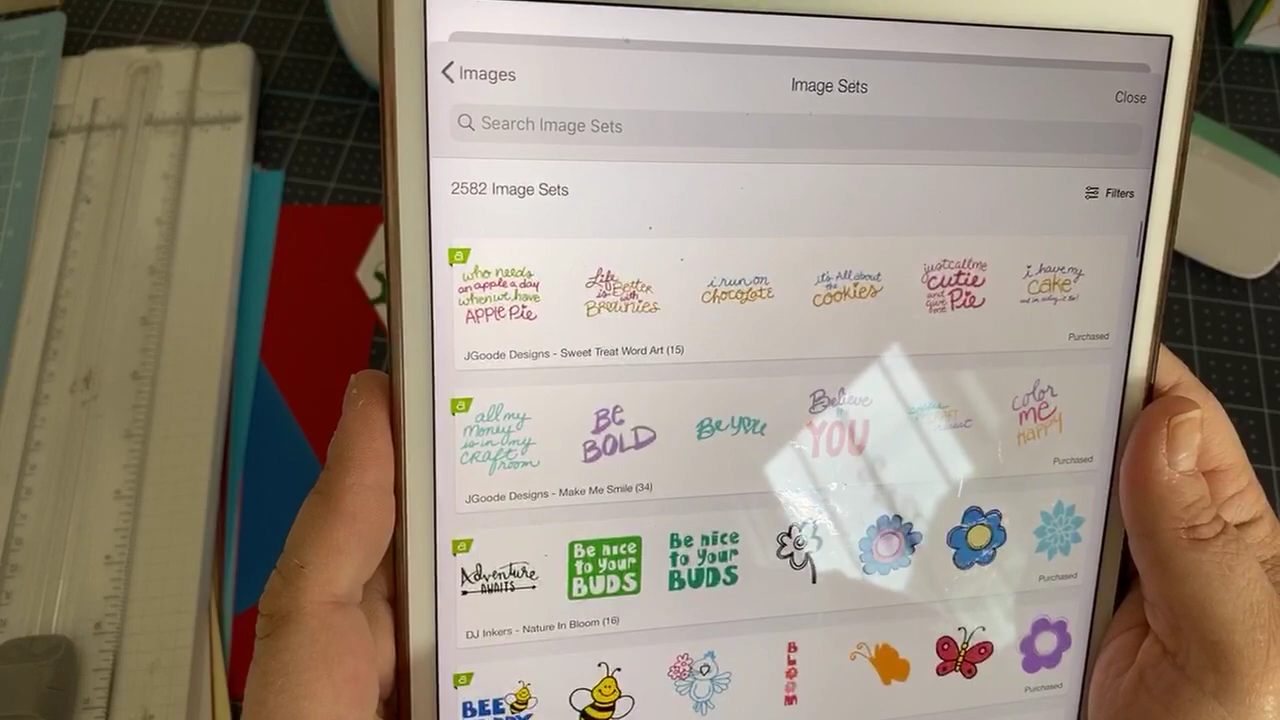 Images
Image Sets
Close
Search Image Sets
2582 Image Sets
Filters
a
who needs
an apple a day
when we have
APPLE Pie
Life
is Better
with
Brownies
i run on
CHOCOLATE
it's All about
the
cookies
just call me
cutie
and
give
me Pie
i have my
CAKE
JGoode Designs - Sweet Treat Word Art (15)
Purchased
a
all my
money
is in my
CRAFT
room
Be
BOLD
Be you
Believe
in
YOU
color
me
Happy
JGoode Designs - Make Me Smile (34)
Purchased
a
Adventure
AWAITS
Be nice
to your
BUDS
Be nice
to your
BUDS
DJ Inkers - Nature In Bloom (16)
Purchased
a
BEE
BLOOM
Purchased